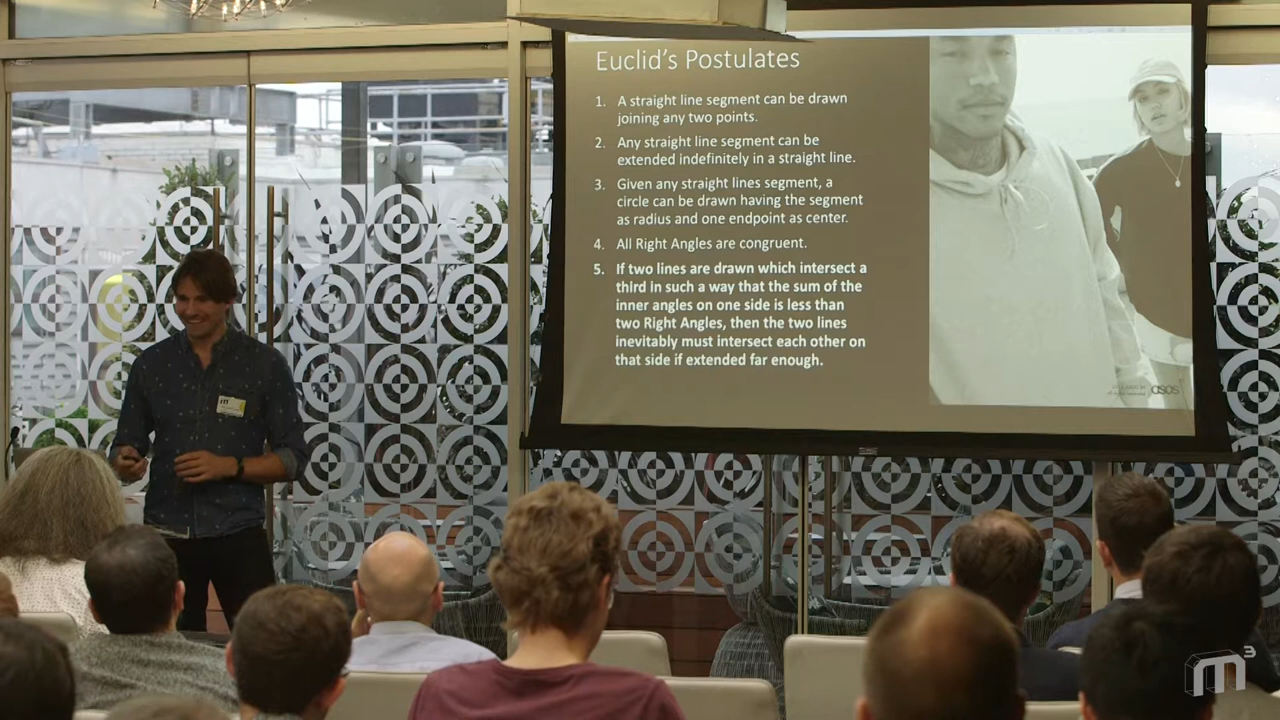 Euclid's Postulates
1. A straight line segment can be drawn
joining any two points.
2. Any straight line segment can be
extended indefinitely in a straight line.
3. Given any straight lines segment, a
circle can be drawn having the segment
as radius and one endpoint as center.
4. All Right Angles are congruent.
5. If two lines are drawn which intersect a
third in such a way that the sum of the
inner angles on one side is less than
two Right Angles, then the two lines
inevitably must intersect each other on
that side if extended far enough.
asos
m
m3